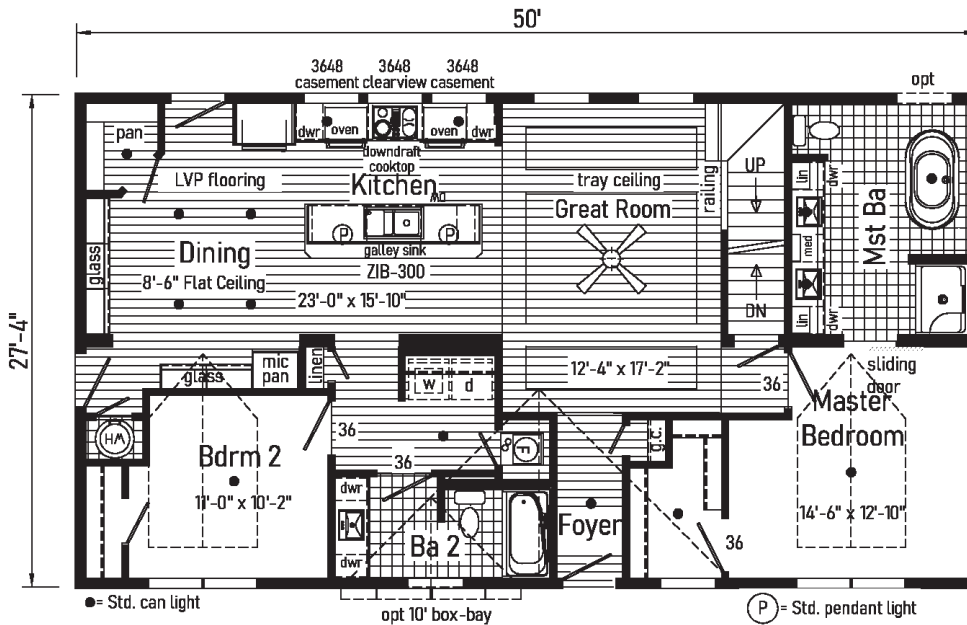 50'
3648 3648 3648
casement clearview casement
opt
pan
dwr
oven
oven
dwr
downdraft
cooktop
LVP flooring
Kitchen
MO
tray ceiling
Great Room
railing
UP
DN
lin
dwr
med
lin
dwr
Mst Ba
glass
Dining
8'-6" Flat Ceiling
P
P
galley sink
ZIB-300
23'-0" x 15'-10"
27'-4"
glass
mic
pan
linen
W
d
12'-4" x 17'-2"
36
sliding
door
Master
Bedroom
14'-6" x 12'-10"
WH
Bdrm 2
11'-0" x 10'-2"
36
36
F
g.c.
dwr
dwr
Ba 2
Foyer
36
= Std. can light
opt 10' box-bay
P = Std. pendant light